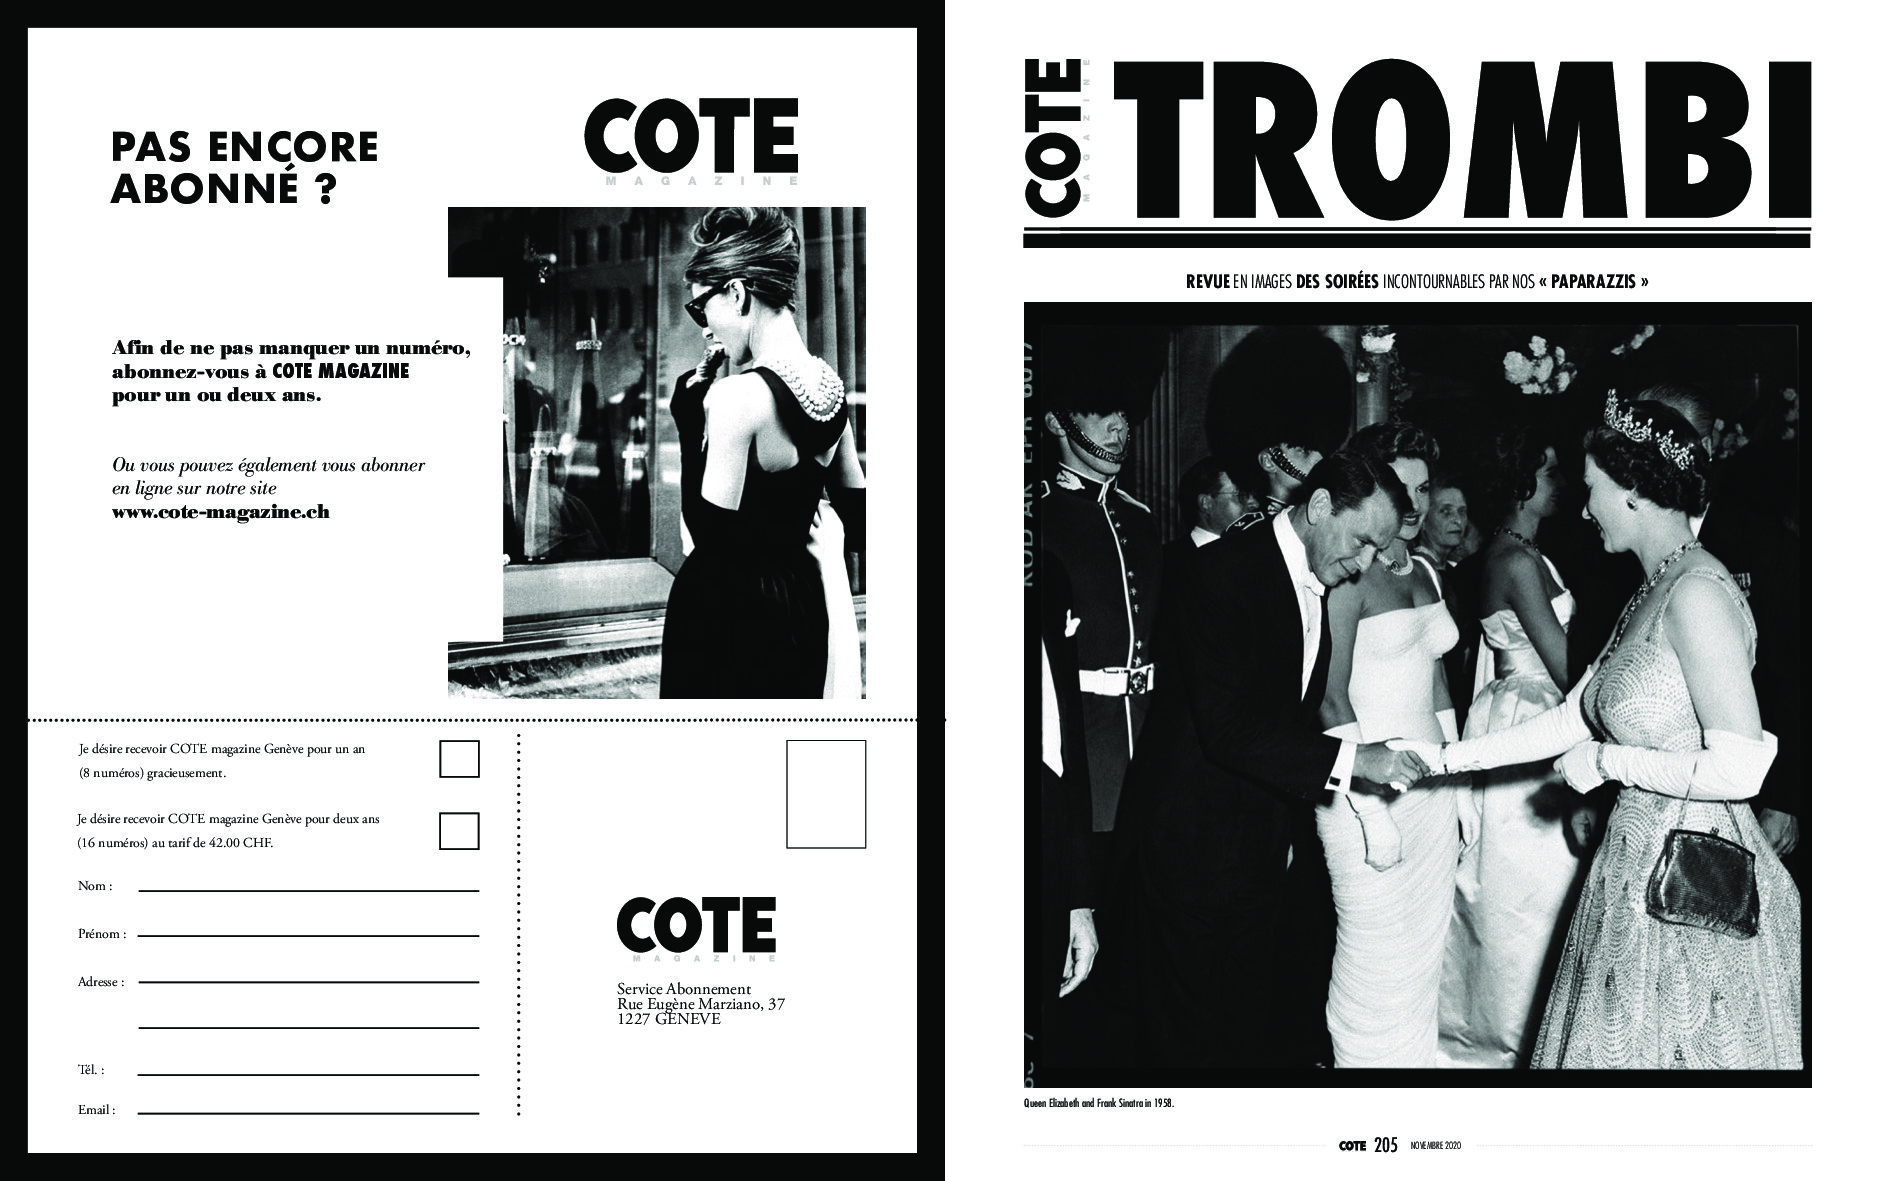 PAS ENCORE
ABONNÉ ?
COTE
MAGAZINE
Afin de ne pas manquer un numéro,
abonnez-vous à COTE MAGAZINE
pour un ou deux ans.
Ou vous pouvez également vous abonner
en ligne sur notre site
www.cote-magazine.ch
Je désire recevoir COTE magazine Genève pour un an
(8 numéros) gracieusement.
Je désire recevoir COTE magazine Genève pour deux ans
(16 numéros) au tarif de 42.00 CHF.
Nom :
Prénom :
Adresse :
Tél. :
Email :
COTE
MAGAZINE
Service Abonnement
Rue Eugène Marziano, 37
1227 GENEVE
COTE
MAGAZINE
TROMBI
REVUE EN IMAGES DES SOIRÉES INCONTOURNABLES PAR NOS « PAPARAZZIS »
Queen Elizabeth and Frank Sinatra in 1958.
COTE 205 NOVEMBRE 2020